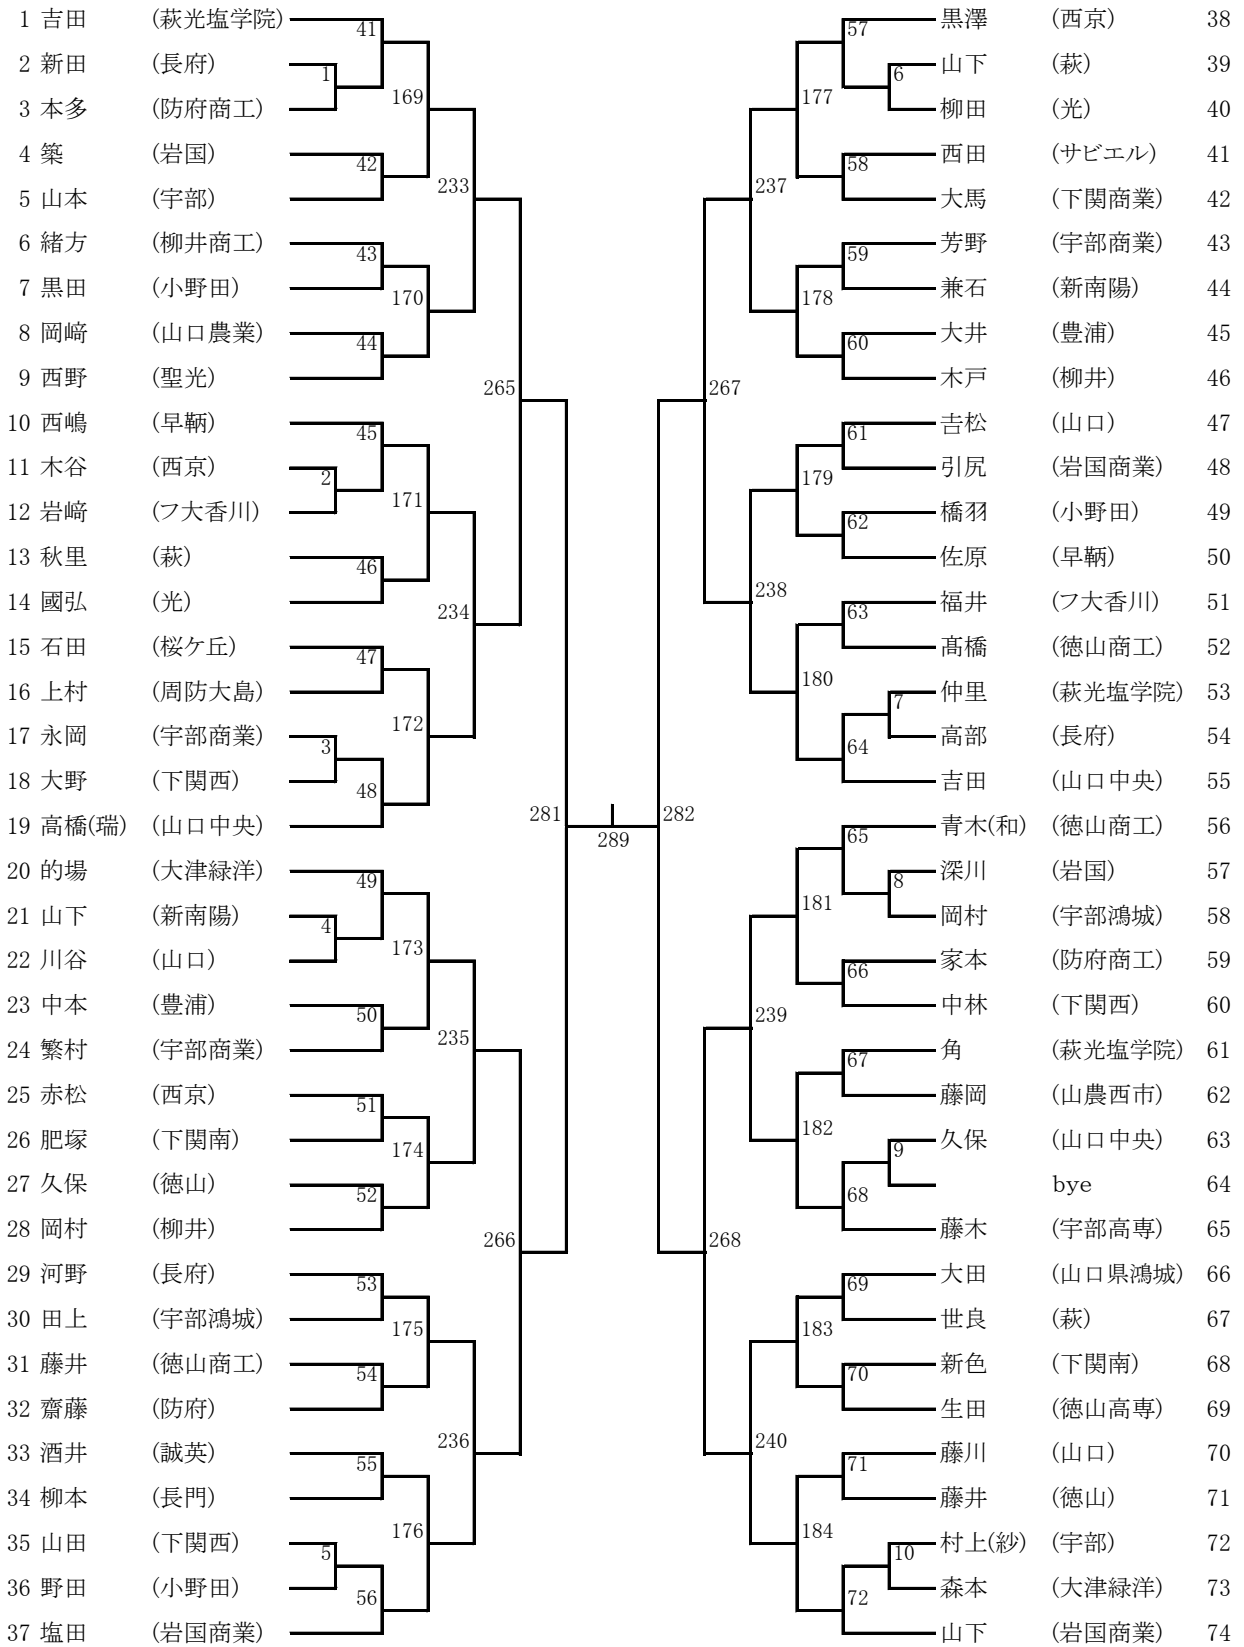 1 吉田 (萩光塩学院)
2 新田 (長府)
3 本多 (防府商工)
4 築 (岩国)
5 山本 (宇部)
6 緒方 (柳井商工)
7 黒田 (小野田)
8 岡﨑 (山口農業)
9 西野 (聖光)
10 西嶋 (早鞆)
11 木谷 (西京)
12 岩﨑 (フ大香川)
13 秋里 (萩)
14 國弘 (光)
15 石田 (桜ケ丘)
16 上村 (周防大島)
17 永岡 (宇部商業)
18 大野 (下関西)
19 高橋(瑞) (山口中央)
20 的場 (大津緑洋)
21 山下 (新南陽)
22 川谷 (山口)
23 中本 (豊浦)
24 繁村 (宇部商業)
25 赤松 (西京)
26 肥塚 (下関南)
27 久保 (徳山)
28 岡村 (柳井)
29 河野 (長府)
30 田上 (宇部鴻城)
31 藤井 (徳山商工)
32 齋藤 (防府)
33 酒井 (誠英)
34 柳本 (長門)
35 山田 (下関西)
36 野田 (小野田)
37 塩田 (岩国商業)
1
2
3
4
5
41
42
43
44
45
46
47
48
49
50
51
52
53
54
55
56
169
170
171
172
173
174
175
176
233
234
235
236
265
266
281
289
282
267
268
237
238
239
240
177
178
179
180
181
182
183
184
57
58
59
60
61
62
63
64
65
66
67
68
69
70
71
72
6
7
8
9
10
黒澤 (西京) 38
山下 (萩) 39
柳田 (光) 40
西田 (サビエル) 41
大馬 (下関商業) 42
芳野 (宇部商業) 43
兼石 (新南陽) 44
大井 (豊浦) 45
木戸 (柳井) 46
𠮷松 (山口) 47
引尻 (岩国商業) 48
橋羽 (小野田) 49
佐原 (早鞆) 50
福井 (フ大香川) 51
髙橋 (徳山商工) 52
仲里 (萩光塩学院) 53
高部 (長府) 54
吉田 (山口中央) 55
青木(和) (徳山商工) 56
深川 (岩国) 57
岡村 (宇部鴻城) 58
家本 (防府商工) 59
中林 (下関西) 60
角 (萩光塩学院) 61
藤岡 (山農西市) 62
久保 (山口中央) 63
bye 64
藤木 (宇部高専) 65
大田 (山口県鴻城) 66
世良 (萩) 67
新色 (下関南) 68
生田 (徳山高専) 69
藤川 (山口) 70
藤井 (徳山) 71
村上(紗) (宇部) 72
森本 (大津緑洋) 73
山下 (岩国商業) 74